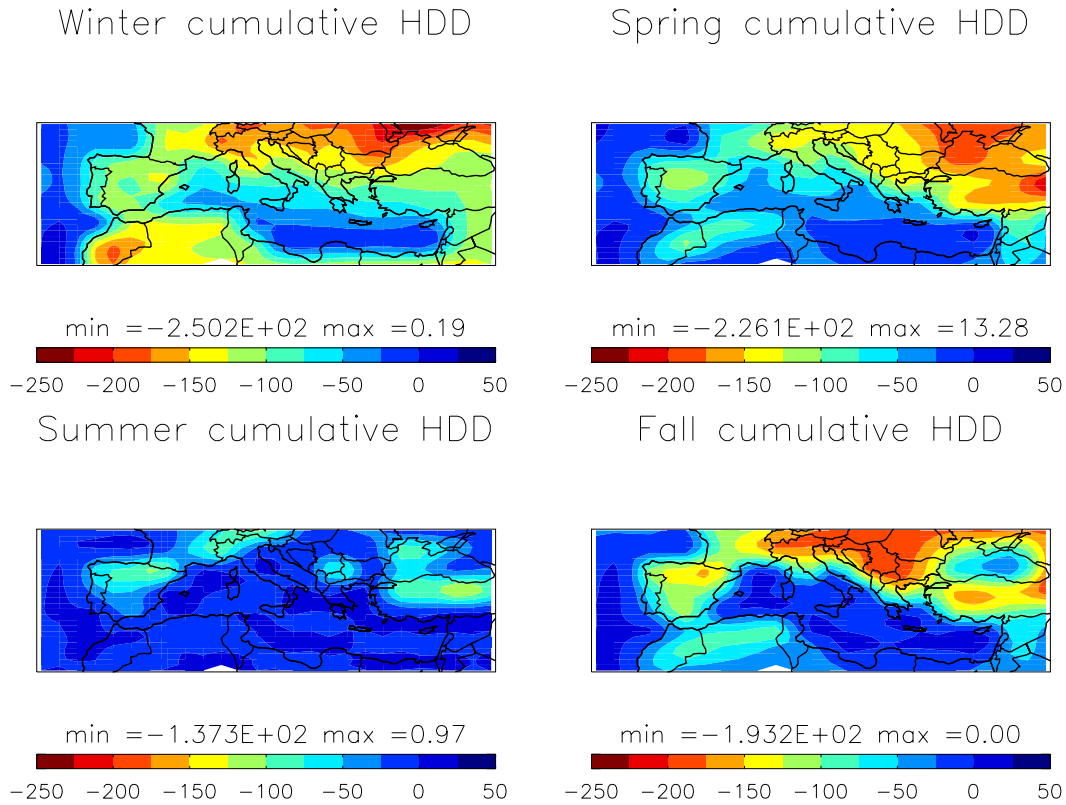 Winter cumulative HDD
Spring cumulative HDD
min =−2.502E+02 max =0.19
min =−2.261E+02 max =13.28
−250 −200 −150 −100 −50 0 50
−250 −200 −150 −100 −50 0 50
Summer cumulative HDD
Fall cumulative HDD
min =−1.373E+02 max =0.97
min =−1.932E+02 max =0.00
−250 −200 −150 −100 −50 0 50
−250 −200 −150 −100 −50 0 50